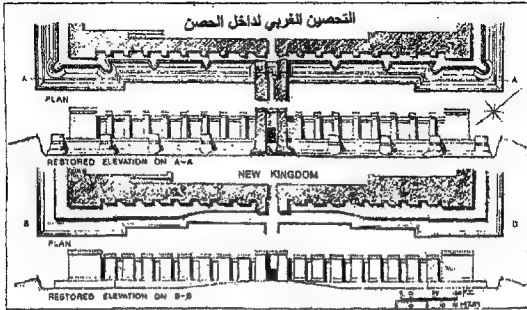 التحصين الغربي لداخل الحصن
A A
PLAN
RESTORED ELEVATION ON A-A
NEW KINGDOM
B
PLAN
RESTORED ELEVATION ON B-B